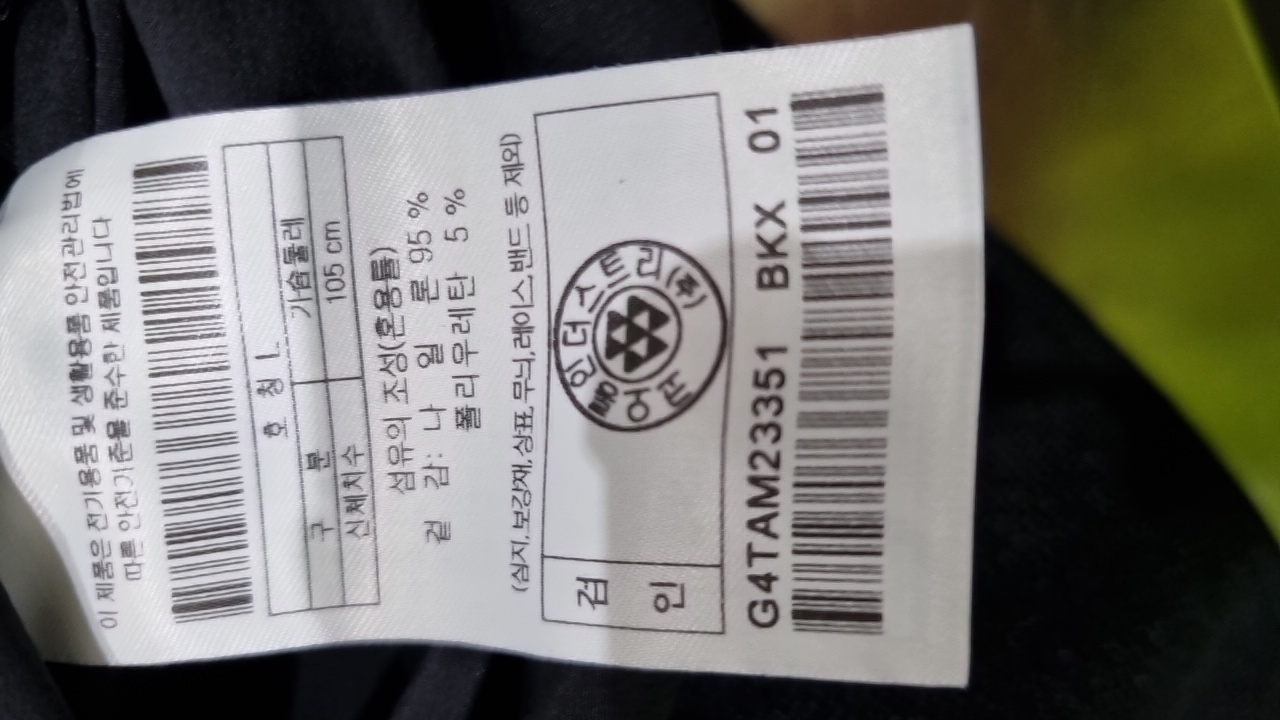 이 제품은 전기용품 및 생활용품 안전관리법에
따른 안전기준을 준수한 제품입니다
호 칭 L
구 분 가슴둘레
신체치수 105 cm
섬유의 조성(혼용률)
겉 감: 나 일 론 95 %
폴리우레탄 5 %
(심지,보강재,상표,무늬,레이스,밴드 등 제외)
검 인
인더스트리(주)
G4TAM23351 BKX 01